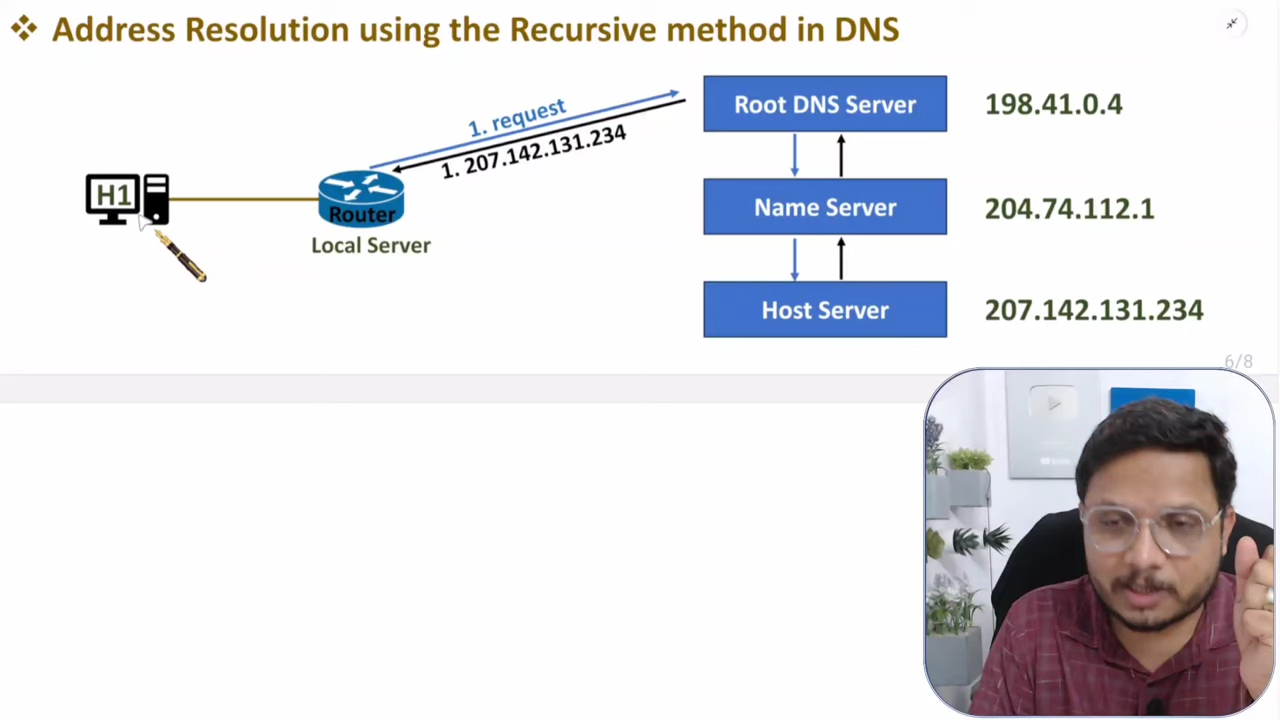 ❖ Address Resolution using the Recursive method in DNS
1. request
1. 207.142.131.234
Root DNS Server
198.41.0.4
H1
Router
Local Server
Name Server
204.74.112.1
Host Server
207.142.131.234
6/8